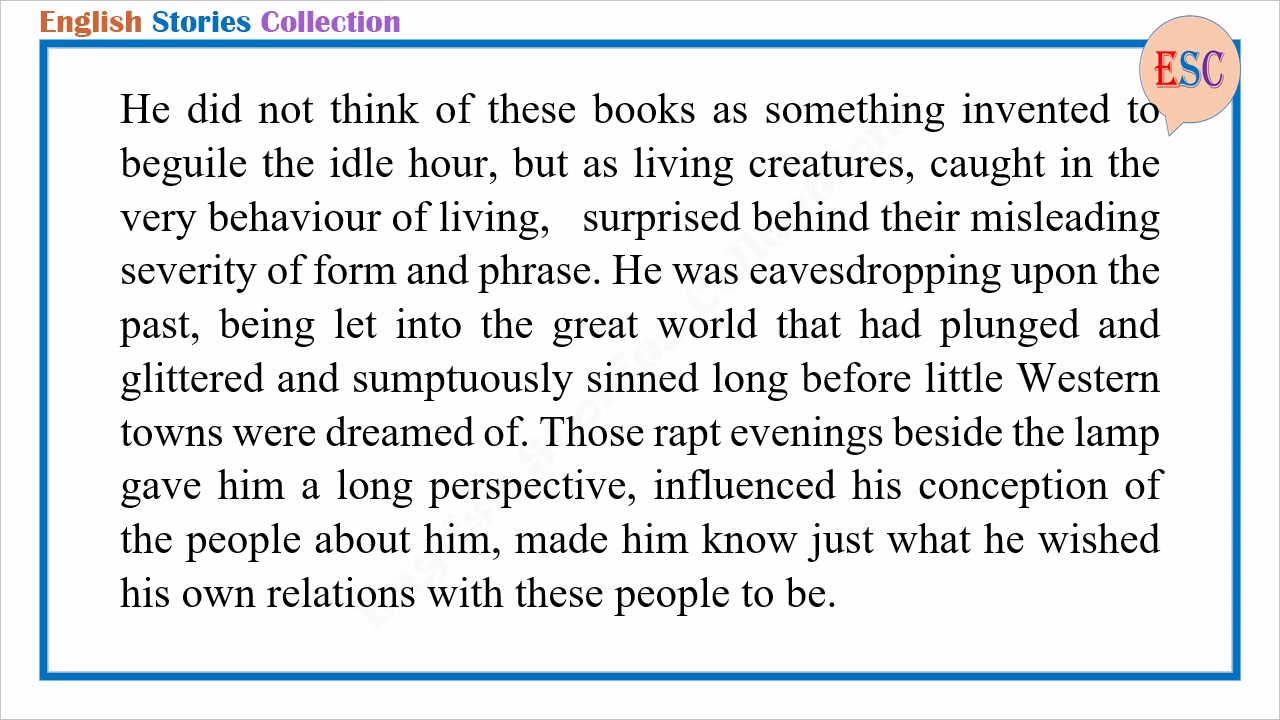 English Stories Collection
ESC
He did not think of these books as something invented to
beguile the idle hour, but as living creatures, caught in the
very behaviour of living,   surprised behind their misleading
severity of form and phrase. He was eavesdropping upon the
past, being let into the great world that had plunged and
glittered and sumptuously sinned long before little Western
towns were dreamed of. Those rapt evenings beside the lamp
gave him a long perspective, influenced his conception of
the people about him, made him know just what he wished
his own relations with these people to be.
English Stories Collection